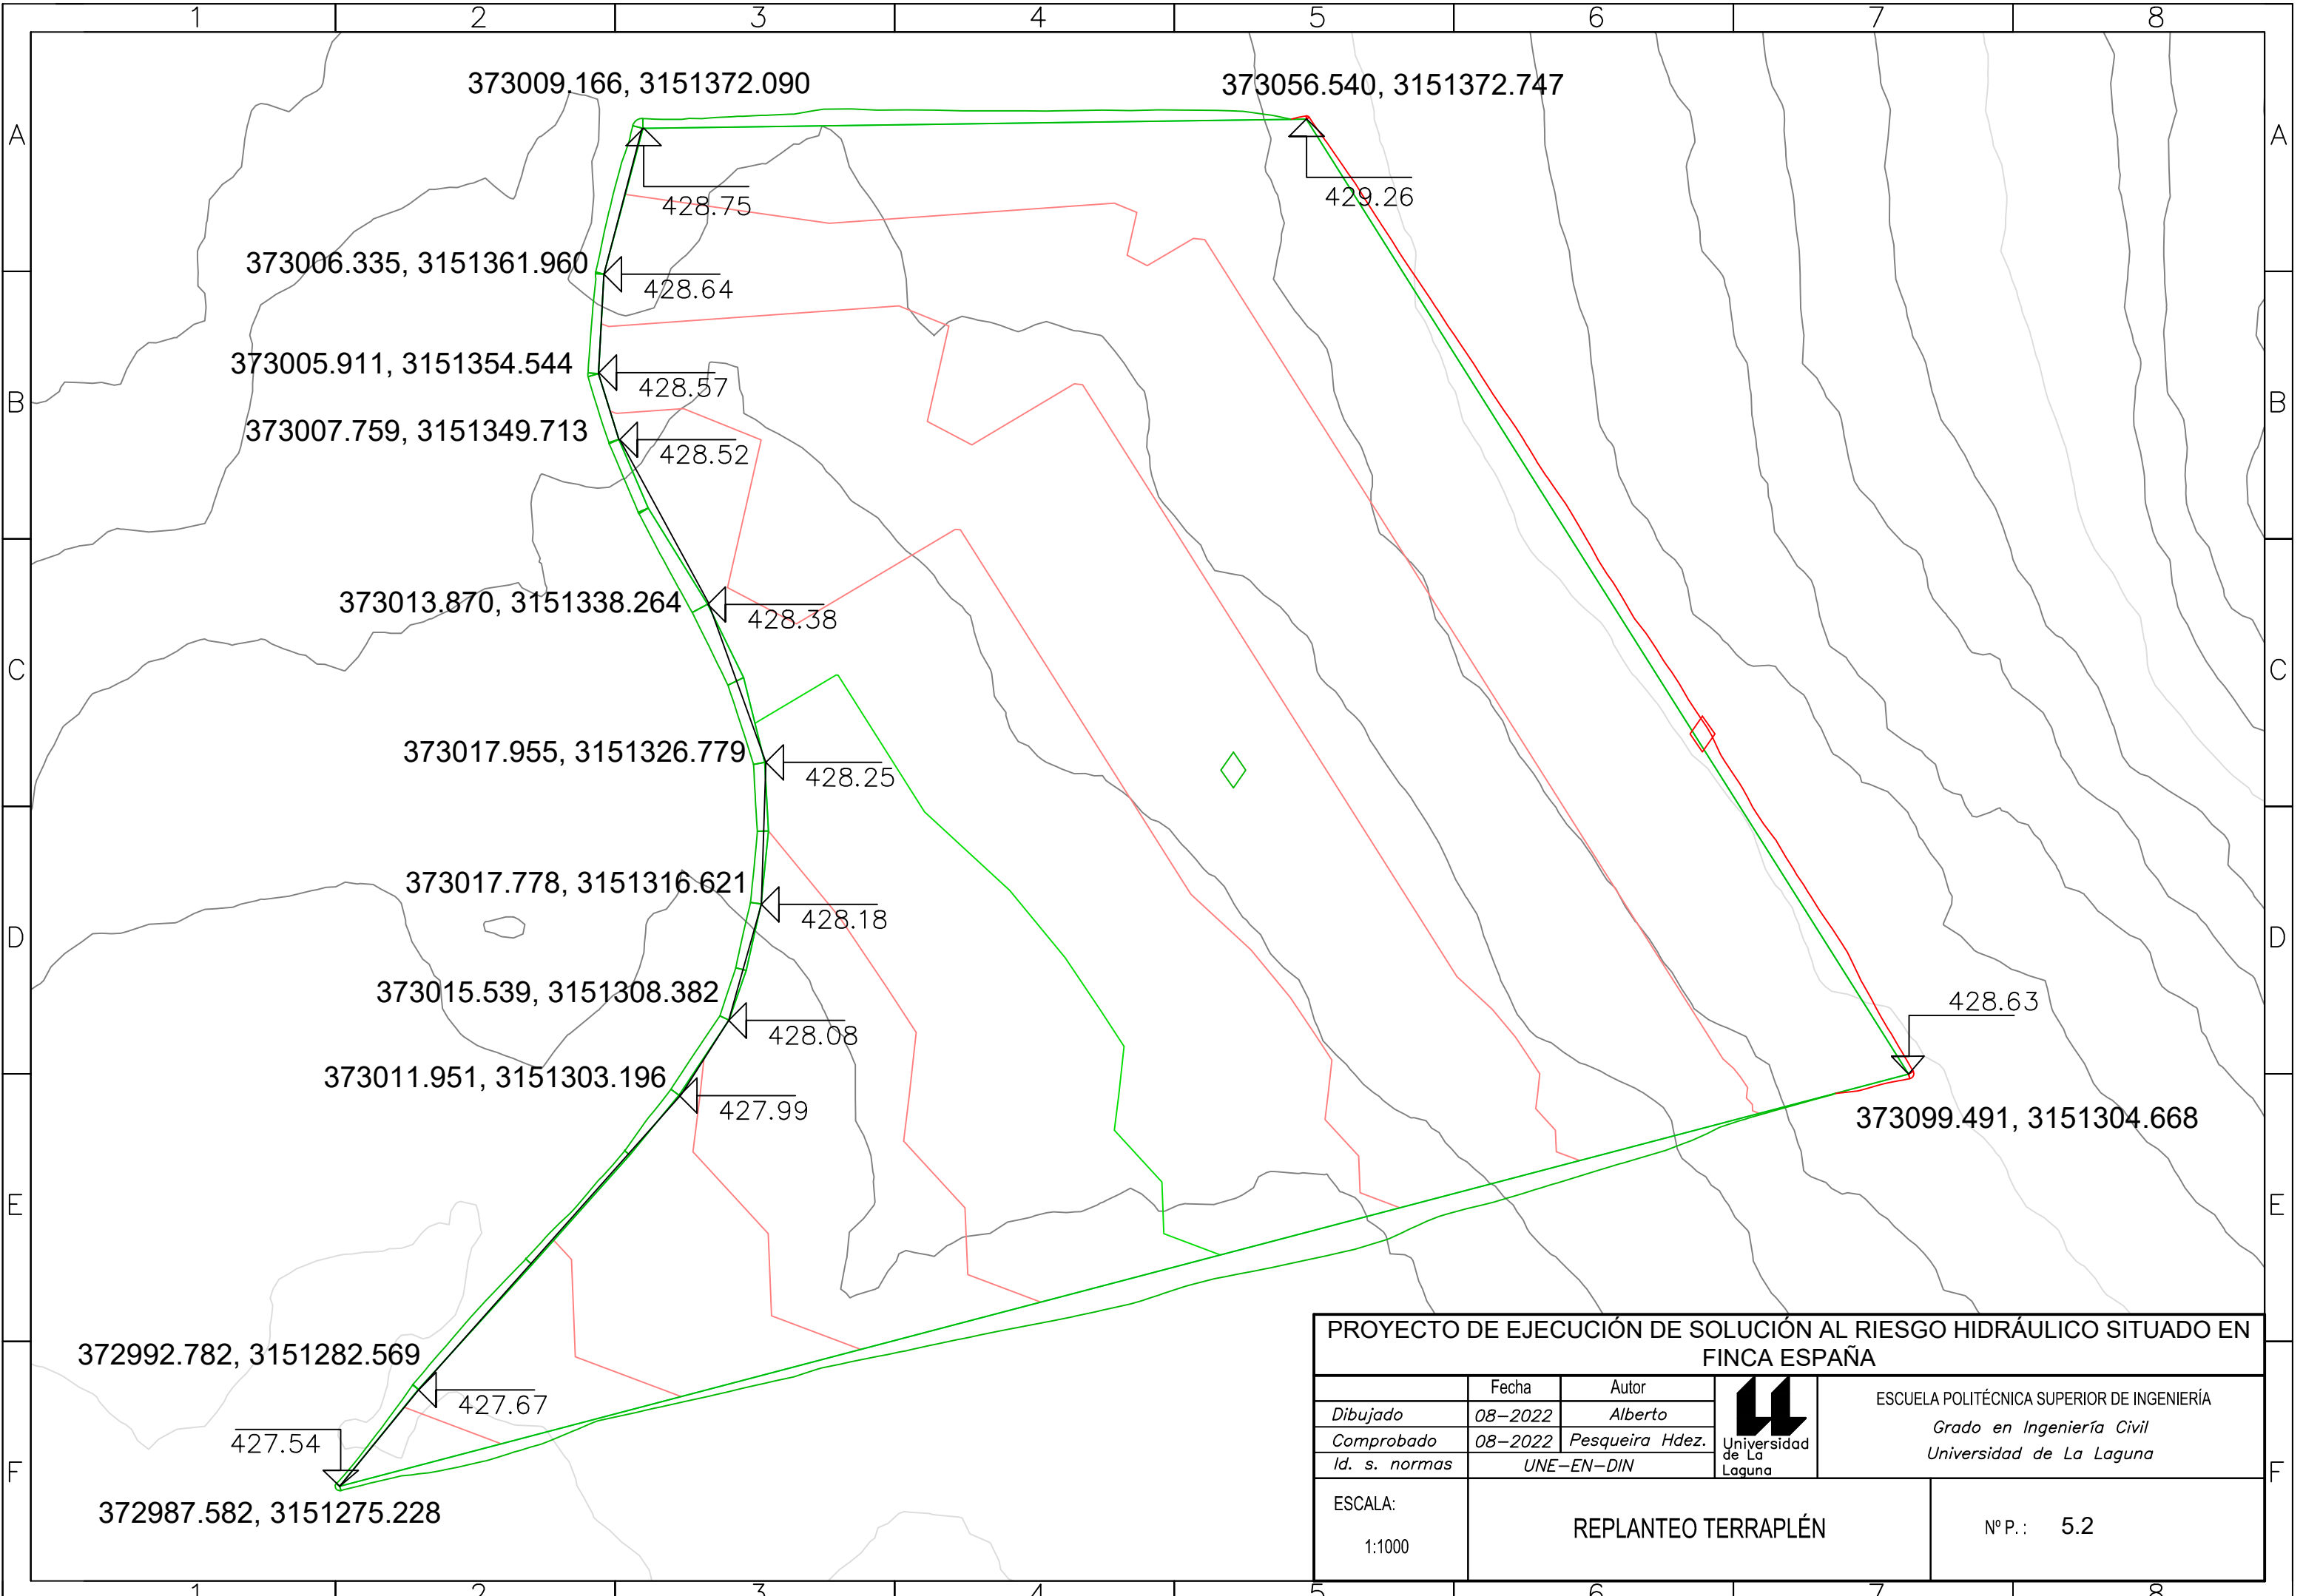 1 2 3 4 5 6 7 8
373009.166, 3151372.090
373056.540, 3151372.747
A A
428.75
429.26
373006.335, 3151361.960
428.64
373005.911, 3151354.544
428.57
B B
373007.759, 3151349.713
428.52
373013.870, 3151338.264
428.38
C C
373017.955, 3151326.779
428.25
373017.778, 3151316.621
428.18
D D
373015.539, 3151308.382
428.63
428.08
373011.951, 3151303.196
427.99
373099.491, 3151304.668
E E
372992.782, 3151282.569
427.67
427.54
F F
372987.582, 3151275.228
PROYECTO DE EJECUCIÓN DE SOLUCIÓN AL RIESGO HIDRÁULICO SITUADO EN
FINCA ESPAÑA
Fecha Autor
Dibujado 08-2022 Alberto
Comprobado 08-2022 Pesqueira Hdez.
Id. s. normas UNE-EN-DIN
Universidad
de La
Laguna
ESCUELA POLITÉCNICA SUPERIOR DE INGENIERÍA
Grado en Ingeniería Civil
Universidad de La Laguna
ESCALA:
1:1000
REPLANTEO TERRAPLÉN
Nº P. : 5.2
1 2 3 4 5 6 7 8